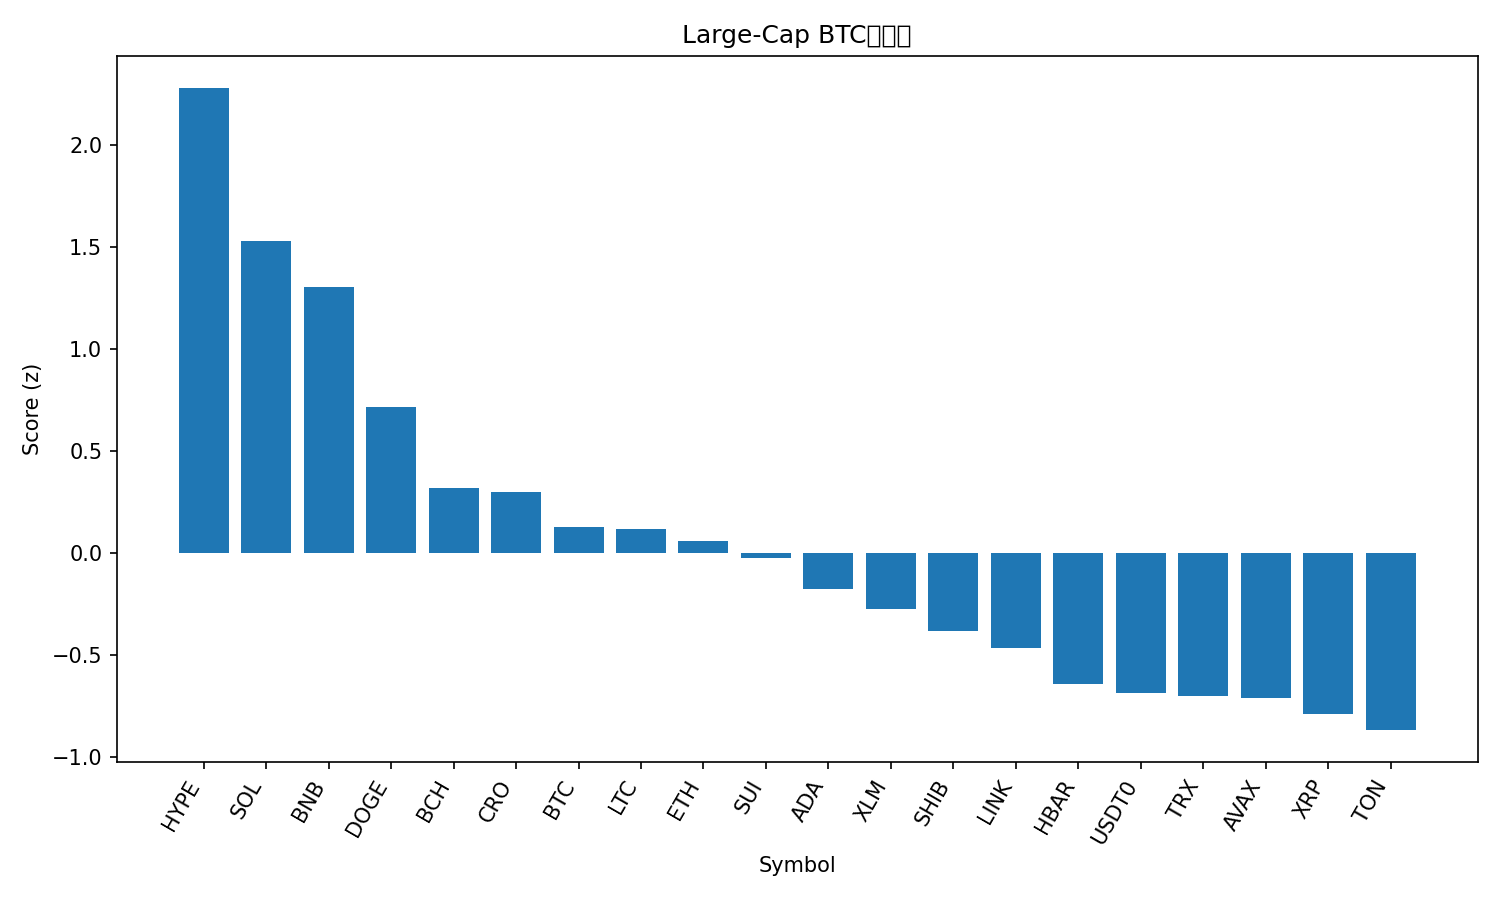 Large-Cap BTC
Score (z)
2.0
1.5
1.0
0.5
0.0
−0.5
−1.0
HYPE
SOL
BNB
DOGE
BCH
CRO
BTC
LTC
ETH
SUI
ADA
XLM
SHIB
LINK
HBAR
USDT0
TRX
AVAX
XRP
TON
Symbol